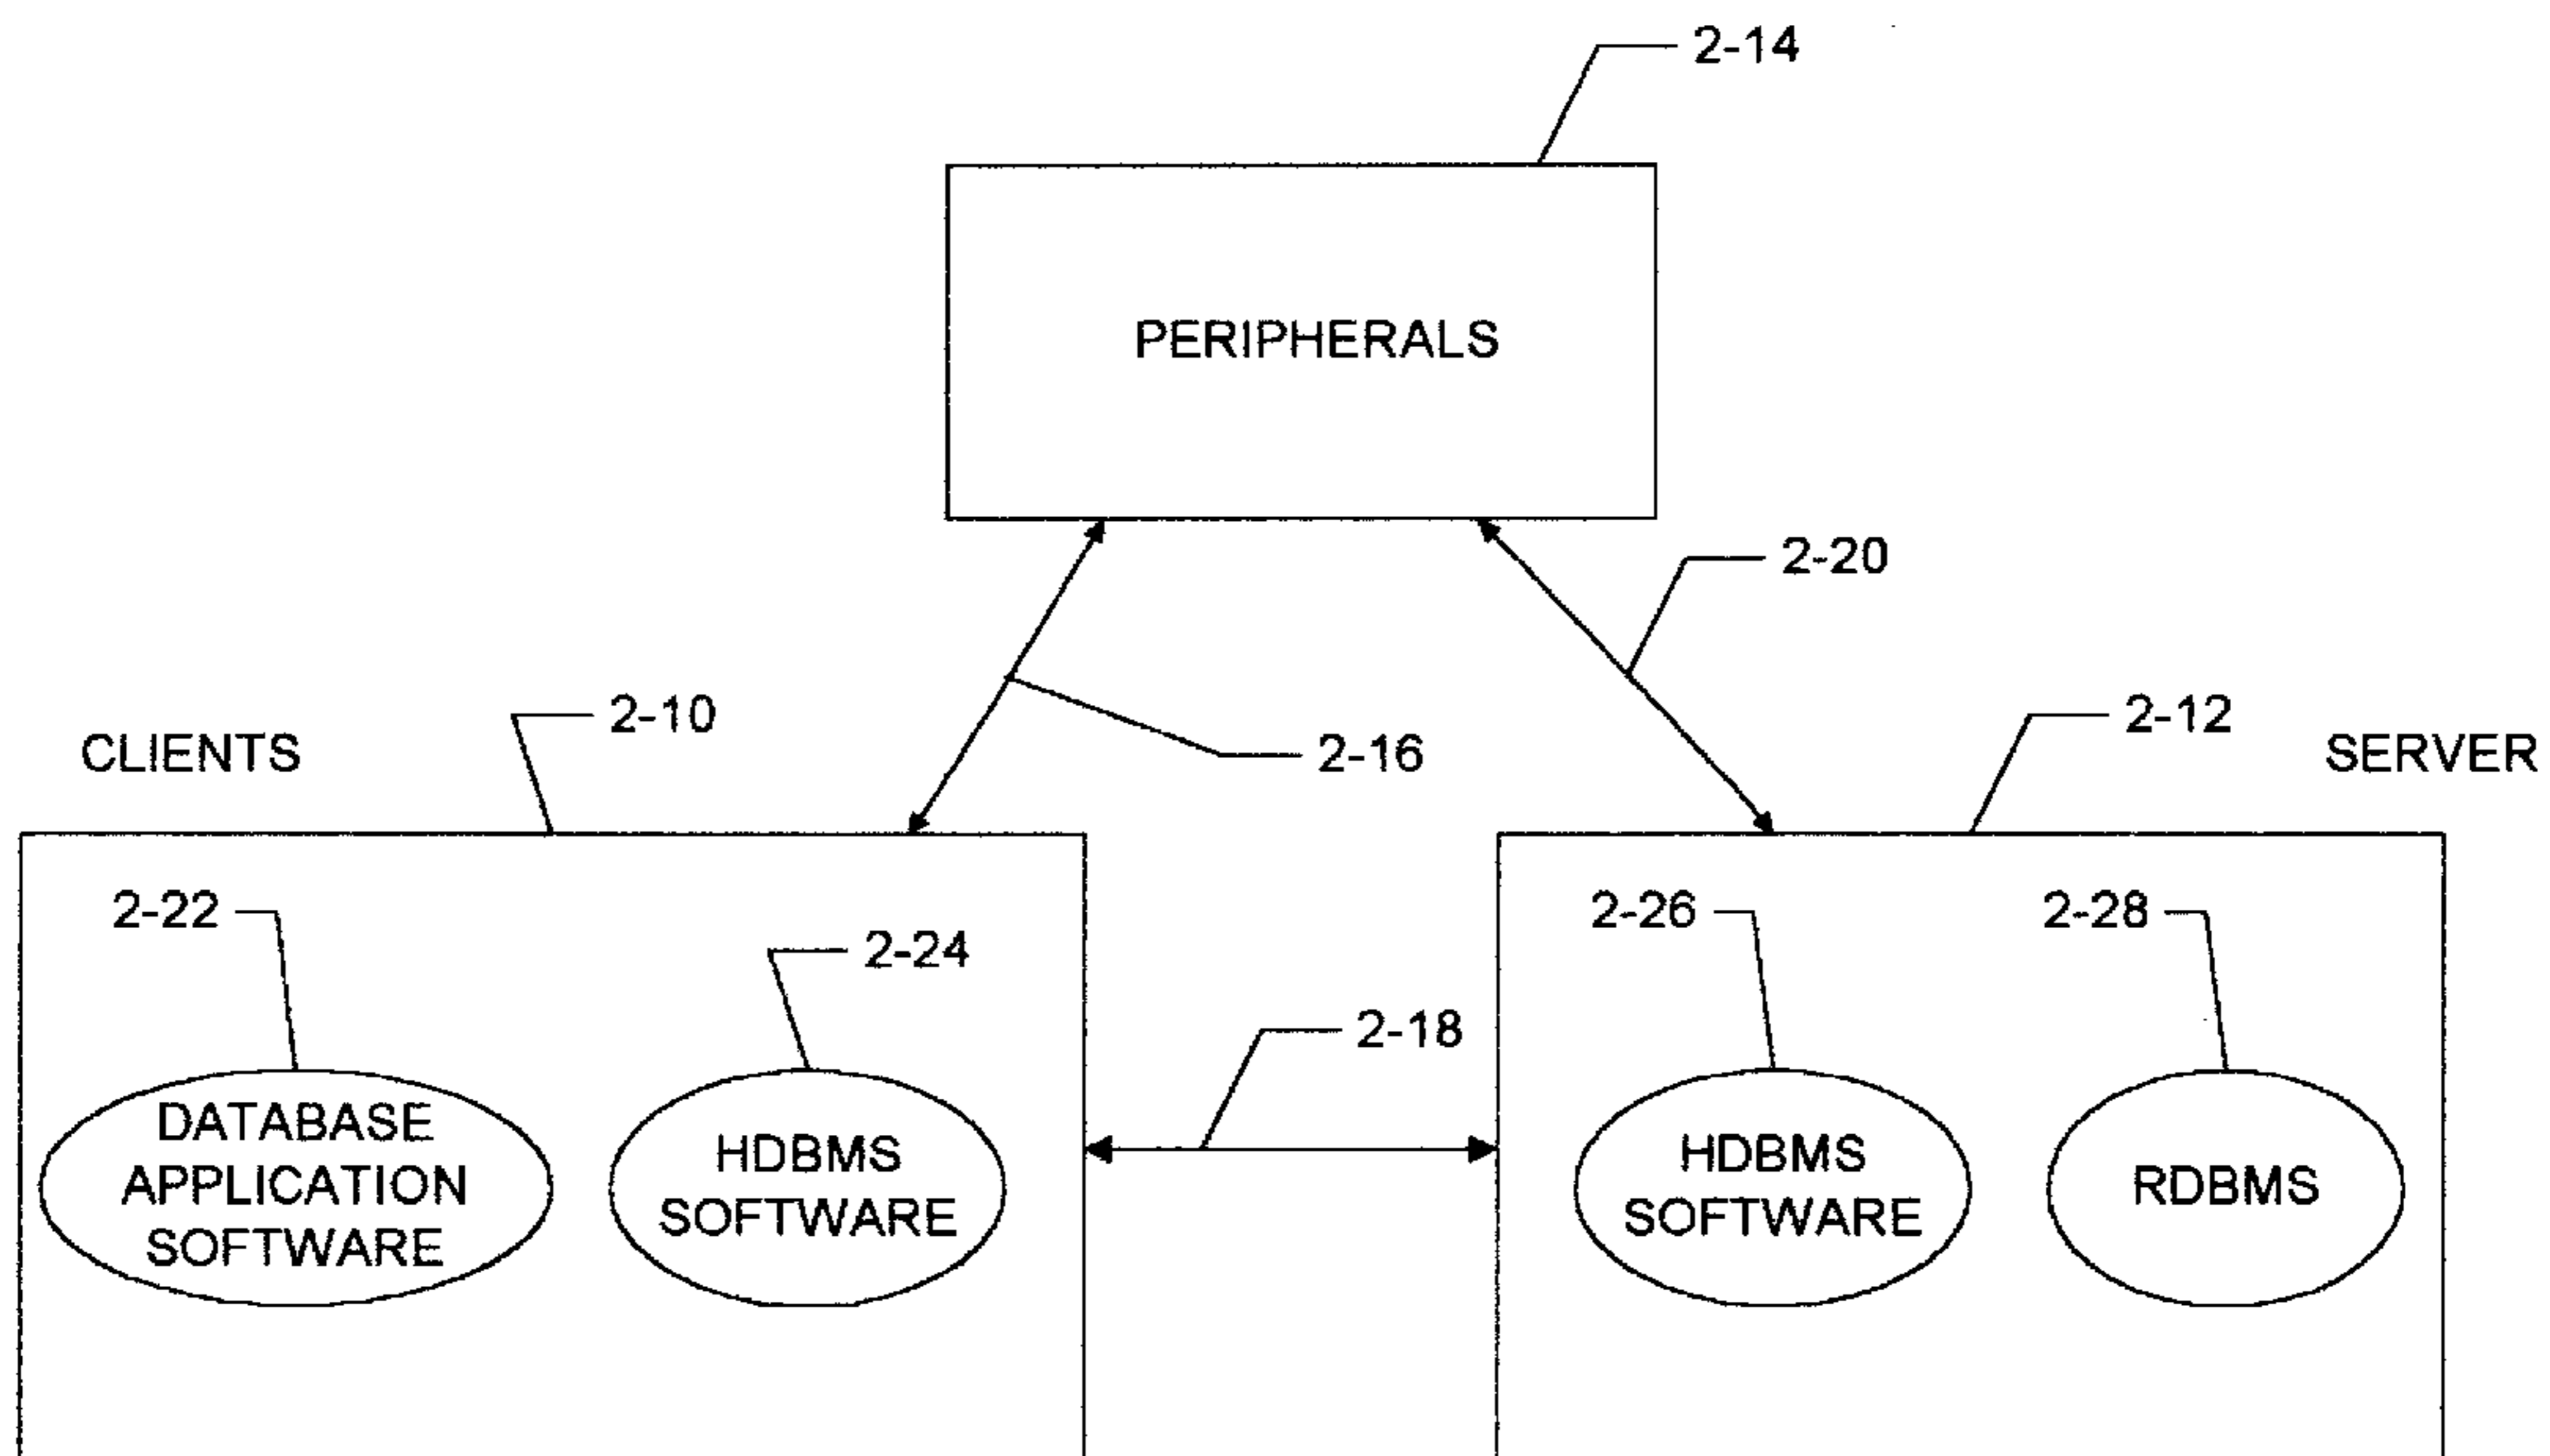 2-14
PERIPHERALS
2-20
2-10
2-12
CLIENTS
2-16
SERVER
2-22
2-24
2-26
2-28
2-18
DATABASE
APPLICATION
SOFTWARE
HDBMS
SOFTWARE
HDBMS
SOFTWARE
RDBMS